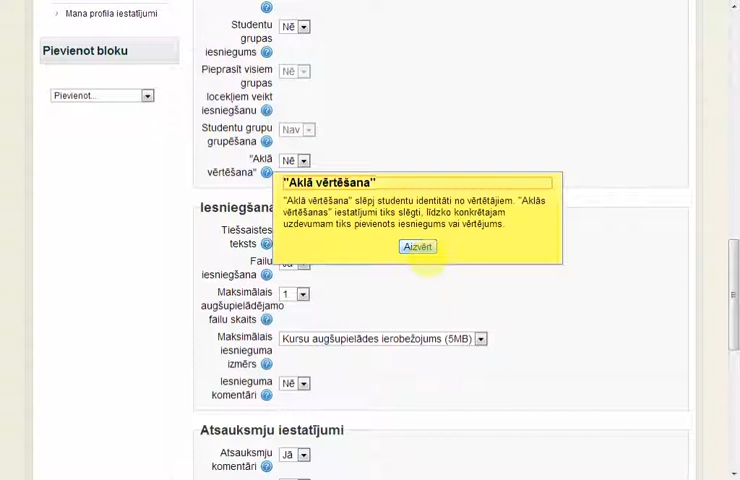 Mana profila iestatījumi
Pievienot bloku
Pievienot...
Studentu
grupas
iesniegums
Nē
Pieprasīt visiem
grupas
locekļiem veikt
iesniegšanu
Nē
Studentu grupu
grupēšana
Nav
"Aklā
vērtēšana"
Nē
"Aklā vērtēšana"
"Aklā vērtēšana" slēpj studentu identitāti no vērtētājiem. "Aklās
vērtēšanas" iestatījumi tiks slēgti, līdzko konkrētajam
uzdevumam tiks pievienots iesniegums vai vērtējums.
Aizvērt
Tiešsaistes
teksts
Failu
iesniegšana
Jā
Maksimālais
augšupielādējamo
failu skaits
1
Maksimālais
iesnieguma
izmērs
Kursu augšupielādes ierobežojums (5MB)
Iesnieguma
komentāri
Nē
Atsauksmju iestatījumi
Atsauksmju
komentāri
Jā